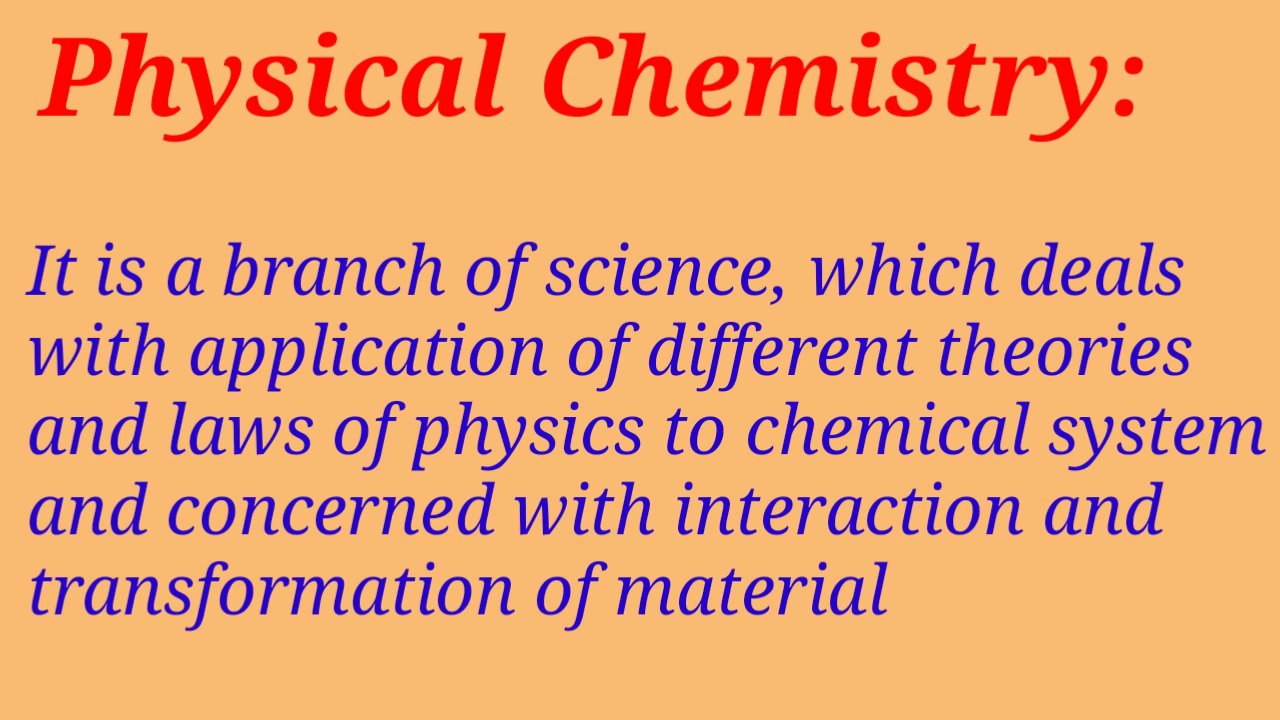 Physical Chemistry:
It is a branch of science, which deals
with application of different theories
and laws of physics to chemical system
and concerned with interaction and
transformation of material